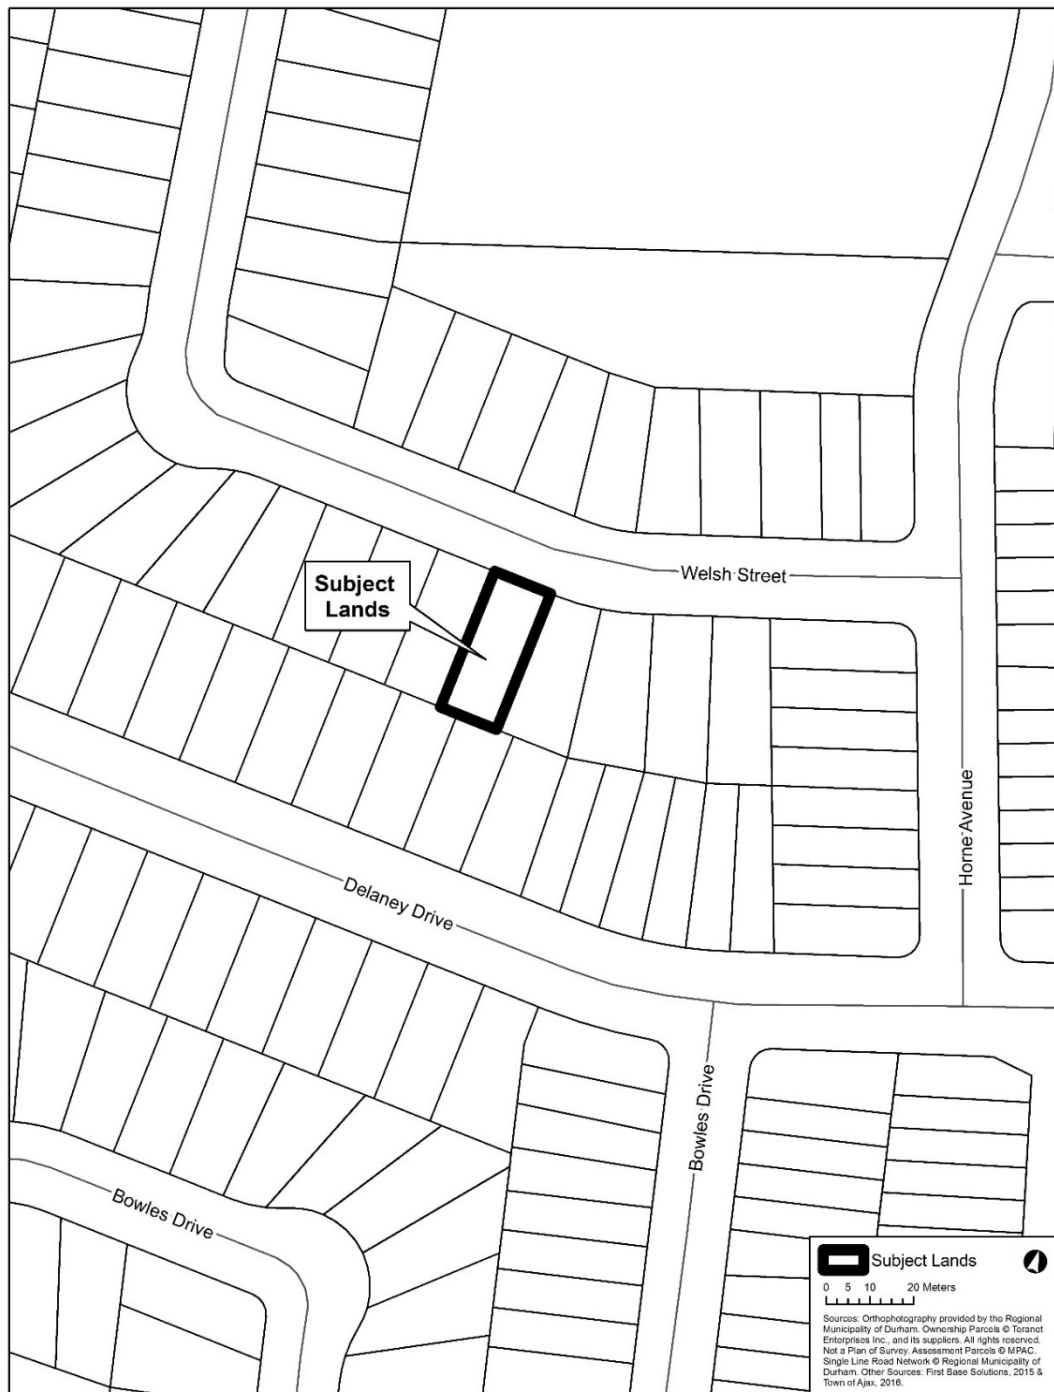 Subject
Lands
Welsh Street
Horne Avenue
Delaney Drive
Bowles Drive
Bowles Drive
Subject Lands
0 5 10 20 Meters
Sources: Orthophotography provided by the Regional
Municipality of Durham. Ownership Parcels © Teranet
Enterprises Inc., and its suppliers. All rights reserved.
Not a Plan of Survey. Assessment Parcels © MPAC.
Single Line Road Network © Regional Municipality of
Durham. Other Sources: First Base Solutions, 2015 &
Town of Ajax, 2016.